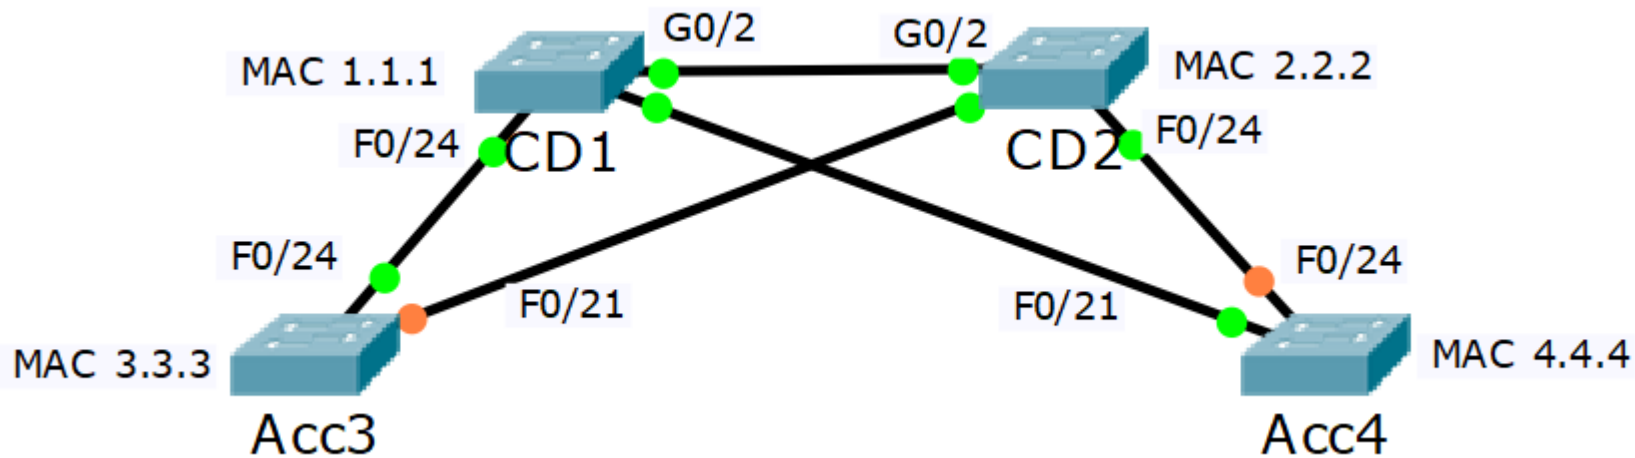 G0/2
G0/2
MAC 1.1.1
MAC 2.2.2
F0/24
CD1
CD2
F0/24
F0/24
F0/21
F0/21
F0/24
MAC 3.3.3
MAC 4.4.4
Acc3
Acc4